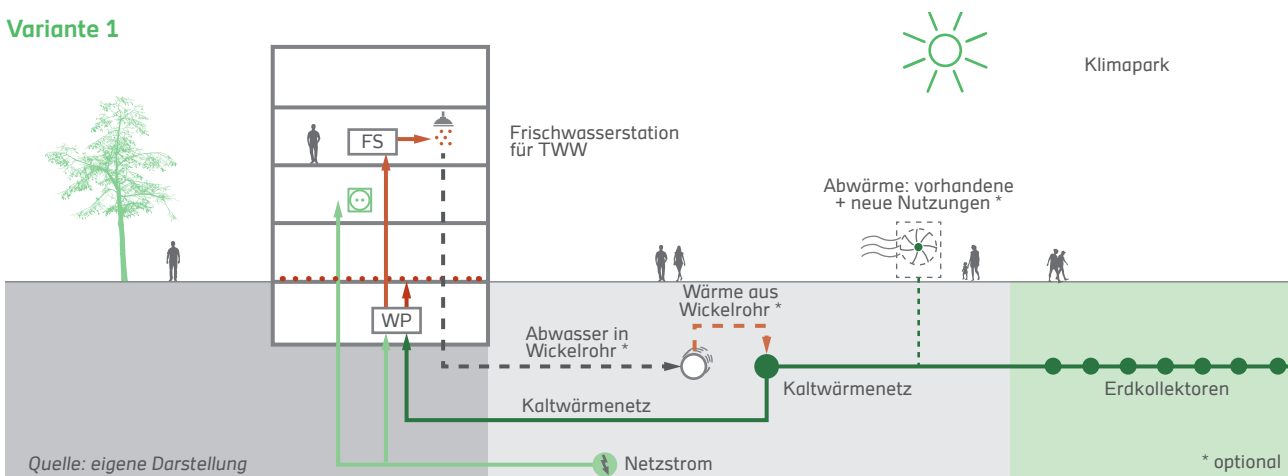 Variante 1
Klimapark
FS
Frischwasserstation
für TWW
Abwärme: vorhandene
+ neue Nutzungen *
WP
Wärme aus
Wickelrohr *
Abwasser in
Wickelrohr *
Kaltwärmenetz
Kaltwärmenetz
Erdkollektoren
Quelle: eigene Darstellung
Netzstrom
* optional